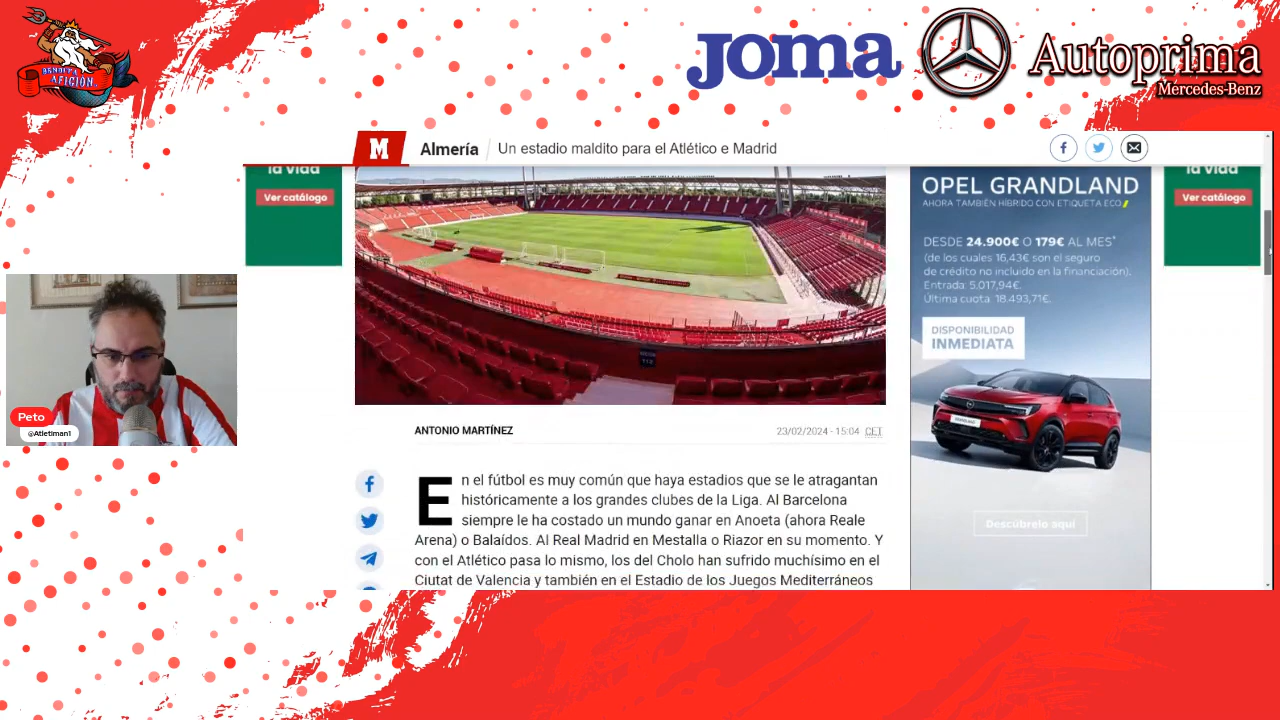 BENDITA
AFICIÓN
Joma
Autoprima
Mercedes-Benz
M
Almería
Un estadio maldito para el Atlético e Madrid
la vida
Ver catálogo
OPEL GRANDLAND
AHORA TAMBIÉN HÍBRIDO CON ETIQUETA ECO
DESDE 24.900€ O 179€ AL MES*
(de los cuales 16,43€ son el seguro
de crédito no incluido en la financiación).
Entrada: 5.017,94€.
Última cuota: 18.493,71€.
DISPONIBILIDAD
INMEDIATA
Descúbrelo aquí
la vida
Ver catálogo
Peto
@Atletiman1
ANTONIO MARTÍNEZ
23/02/2024 - 15:04 CET
En el fútbol es muy común que haya estadios que se le atragantan
históricamente a los grandes clubes de la Liga. Al Barcelona
siempre le ha costado un mundo ganar en Anoeta (ahora Reale
Arena) o Balaídos. Al Real Madrid en Mestalla o Riazor en su momento. Y
con el Atlético pasa lo mismo, los del Cholo han sufrido muchísimo en el
Ciutat de Valencia y también en el Estadio de los Juegos Mediterráneos